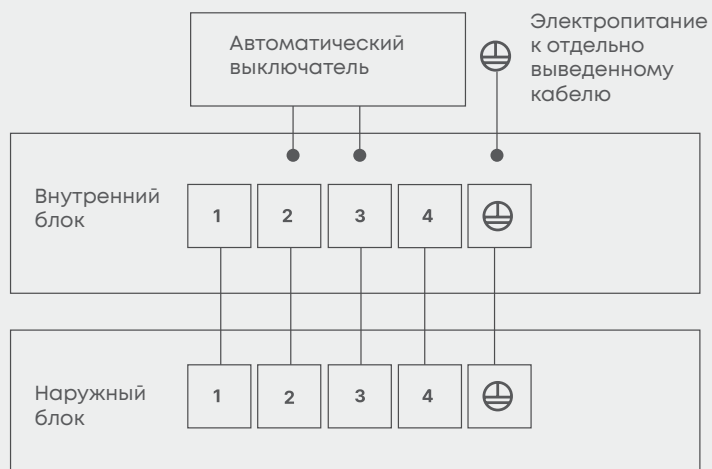 Автоматический
выключатель
Электропитание
к отдельно
выведенному
кабелю
Внутренний
блок
1 2 3 4
Наружный
блок
1 2 3 4